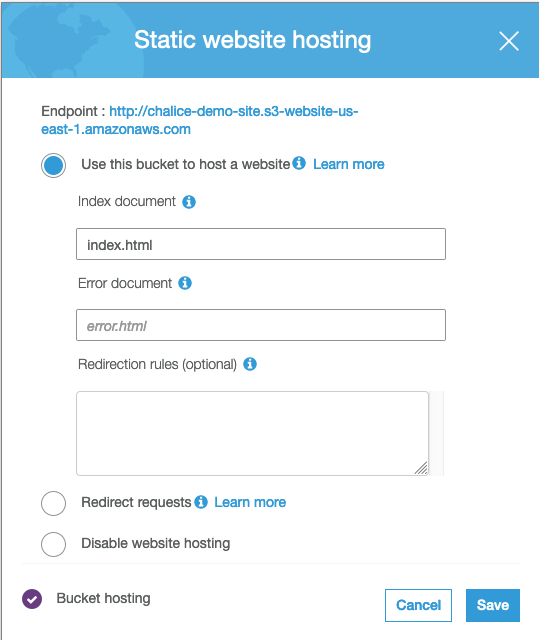 Static website hosting
Endpoint : http://chalice-demo-site.s3-website-us-
east-1.amazonaws.com
Use this bucket to host a website Learn more
Index document
index.html
Error document
error.html
Redirection rules (optional)
Redirect requests Learn more
Disable website hosting
Bucket hosting
Cancel
Save